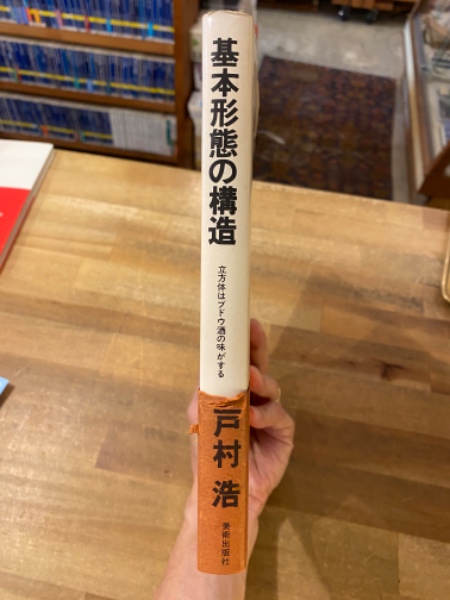 基本形態の構造
立方体はブドウ酒の味がする
戸村 浩
美術出版社